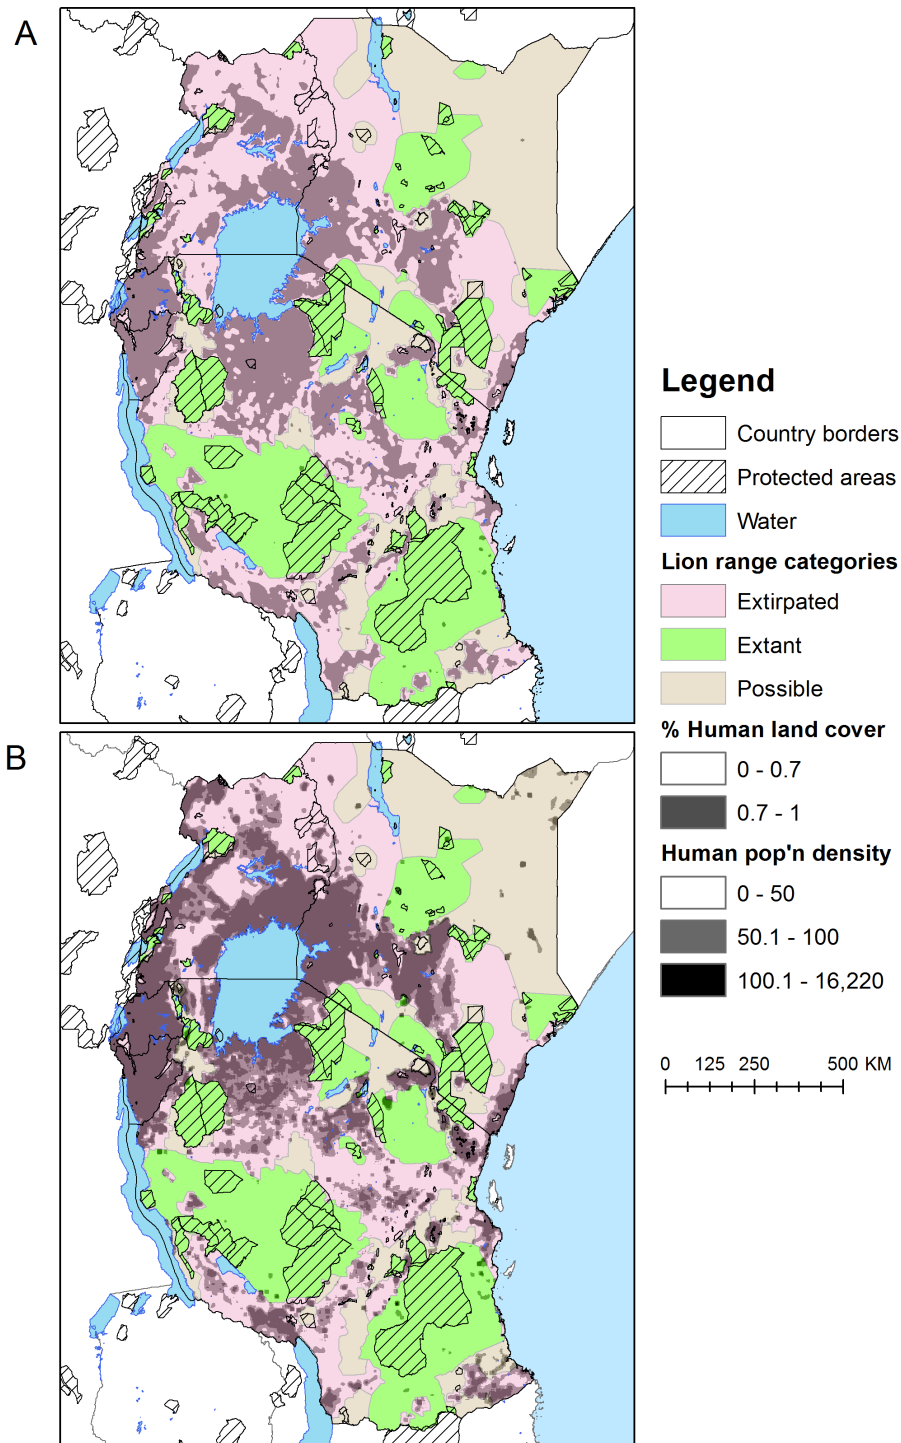 A
Legend
Country borders
Protected areas
Water
Lion range categories
Extirpated
Extant
Possible
% Human land cover
0 - 0.7
0.7 - 1
B
Human pop'n density
0 - 50
50.1 - 100
100.1 - 16,220
0 125 250 500 KM